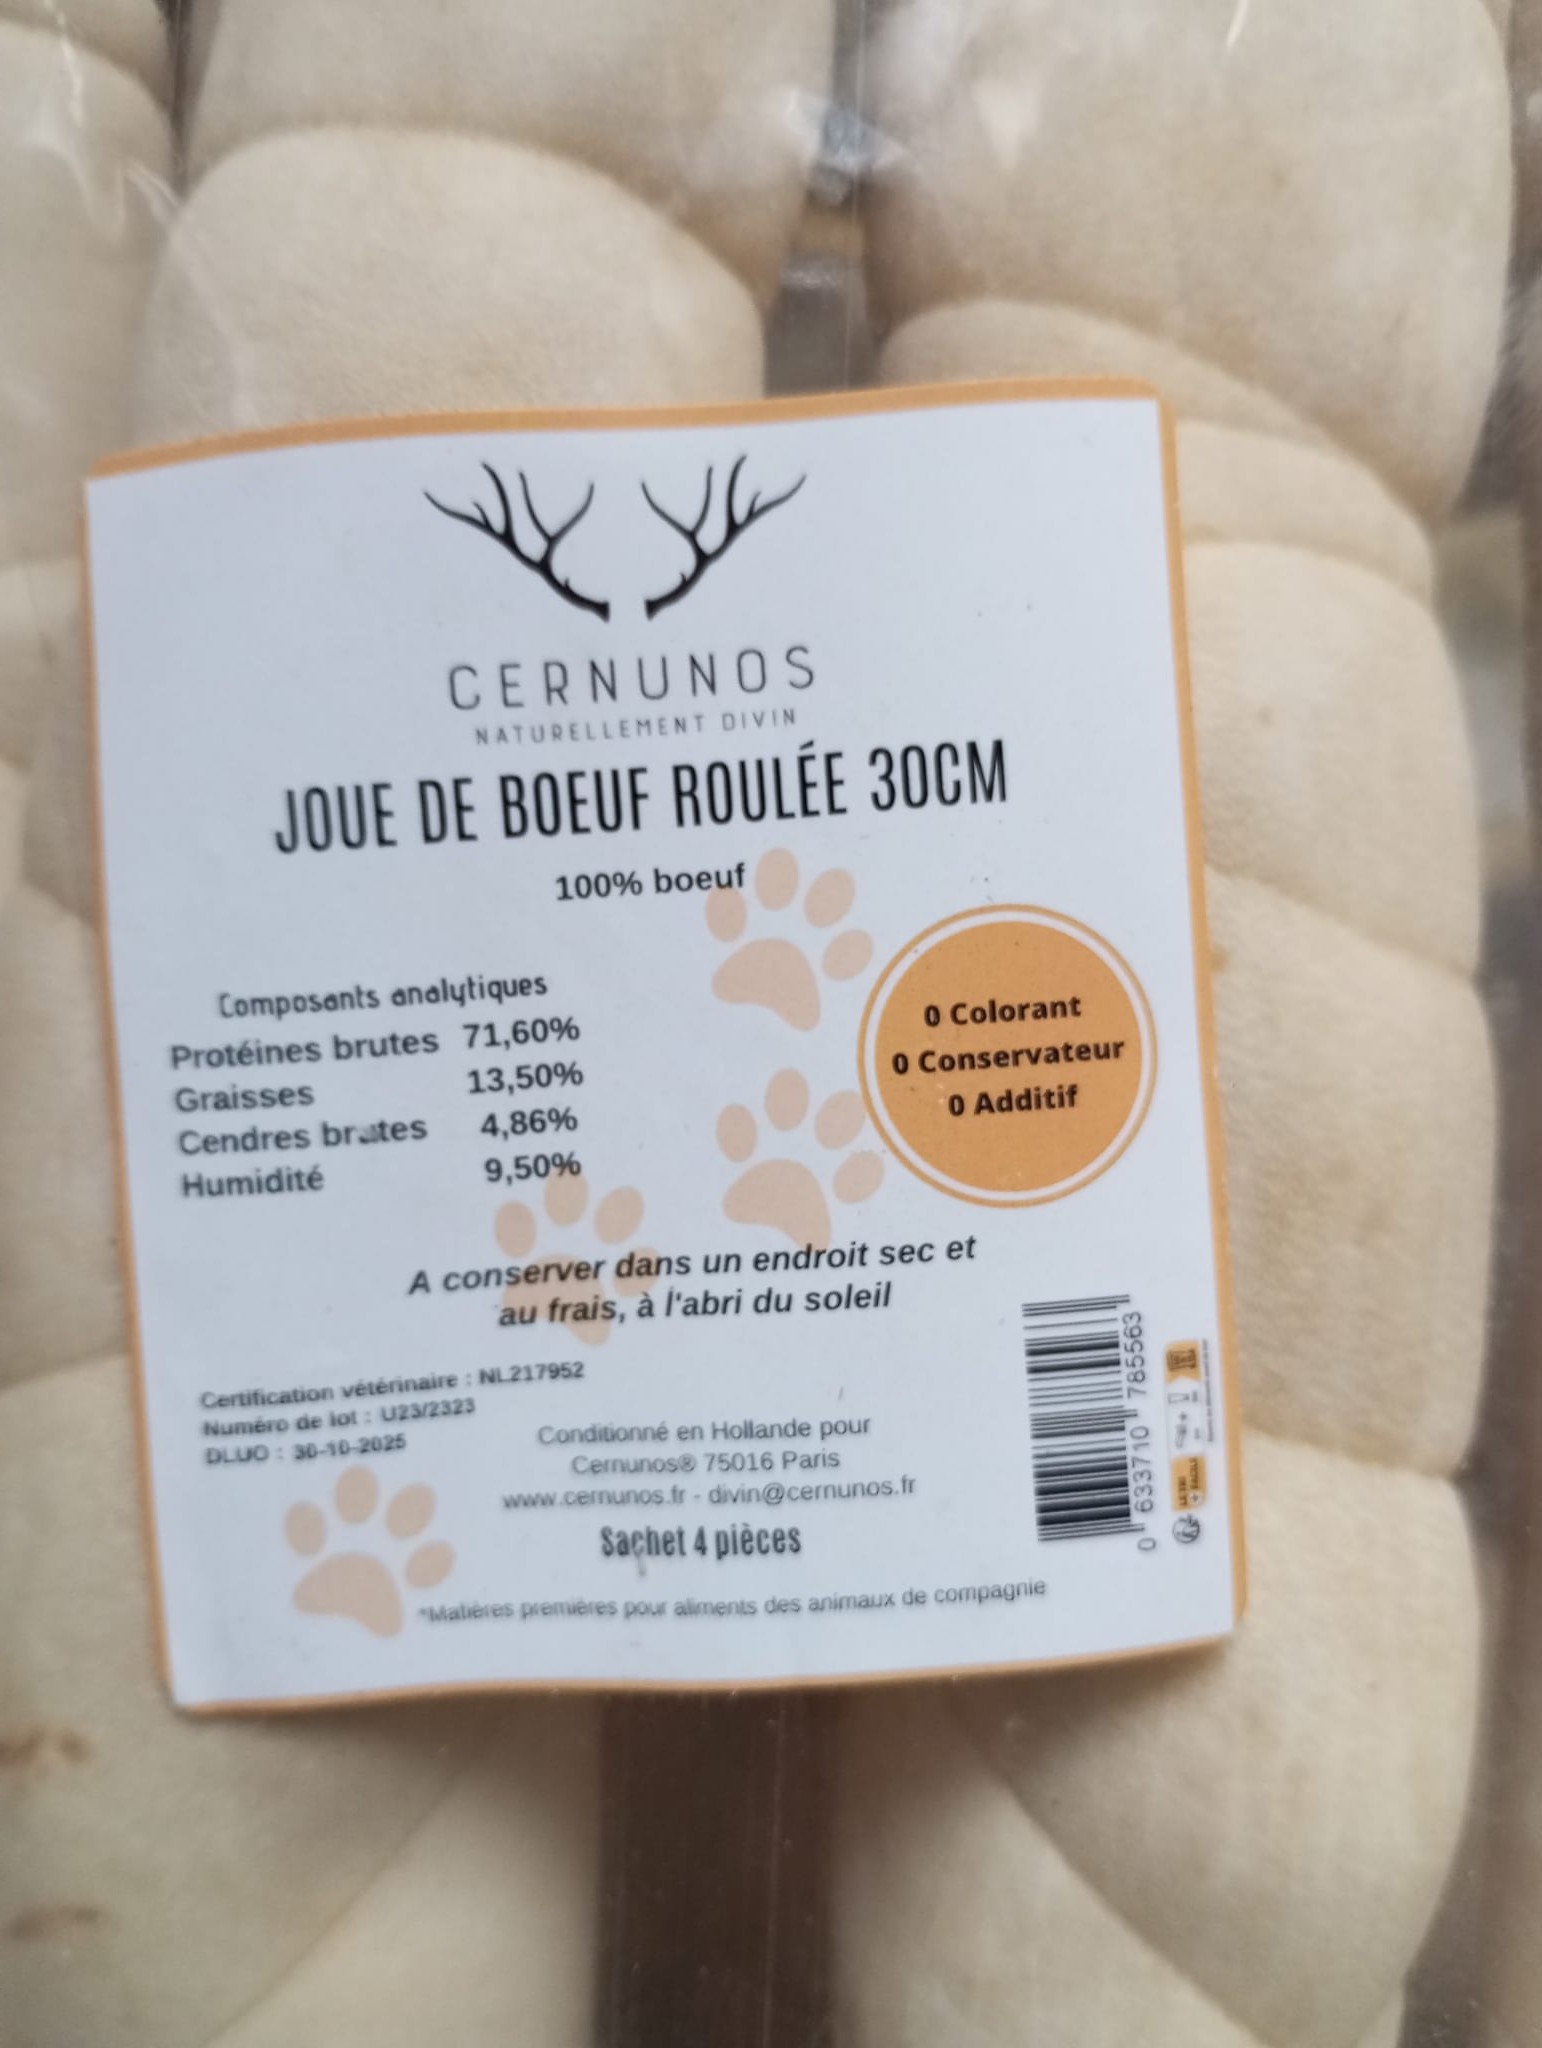 CERNUNOS
NATURELLEMENT DIVIN
JOUE DE BOEUF ROULÉE 30CM
100% boeuf
Composants analytiques
Protéines brutes 71,60%
Graisses 13,50%
Cendres brutes 4,86%
Humidité 9,50%
0 Colorant
0 Conservateur
0 Additif
A conserver dans un endroit sec et
au frais, à l'abri du soleil
Certification vétérinaire : NL217952
Numéro de lot : U23/2323
DLUO : 30-10-2025
Conditionné en Hollande pour
Cernunos® 75016 Paris
www.cernunos.fr - divin@cernunos.fr
Sachet 4 pièces
*Matières premières pour aliments des animaux de compagnie
0 633710 785563